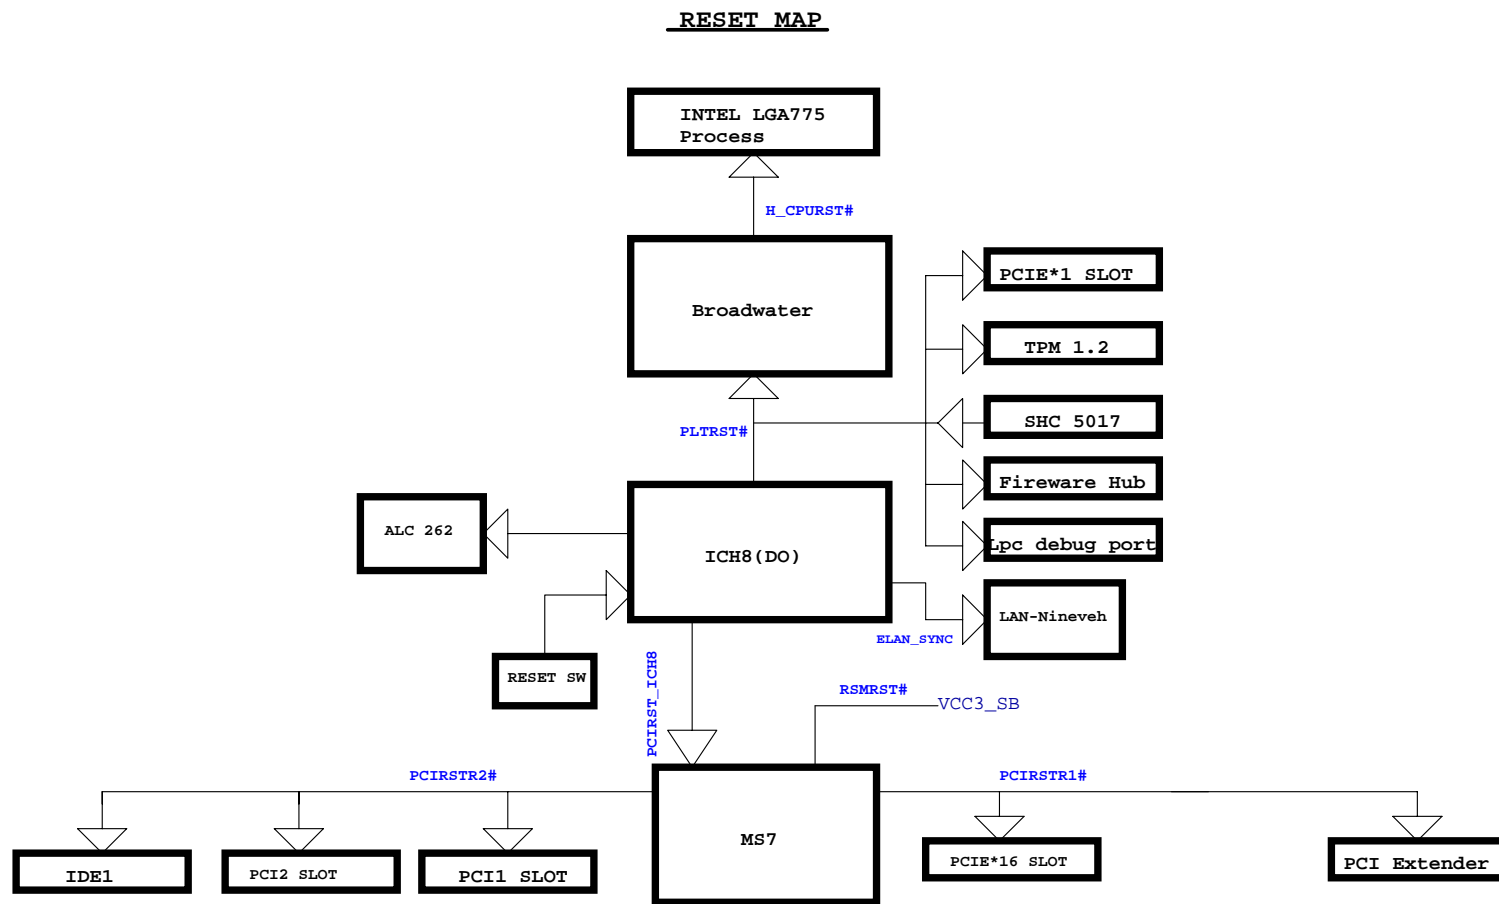 RESET MAP
INTEL LGA775
Process
H_CPURST#
Broadwater
PCIE*1 SLOT
TPM 1.2
SHC 5017
PLTRST#
Fireware Hub
ALC 262
Lpc debug port
ICH8(DO)
LAN-Nineveh
ELAN_SYNC
RESET SW
PCIRST_ICH8
RSMRST#
VCC3_SB
PCIRSTR2#
PCIRSTR1#
MS7
IDE1
PCI2 SLOT
PCI1 SLOT
PCIE*16 SLOT
PCI Extender